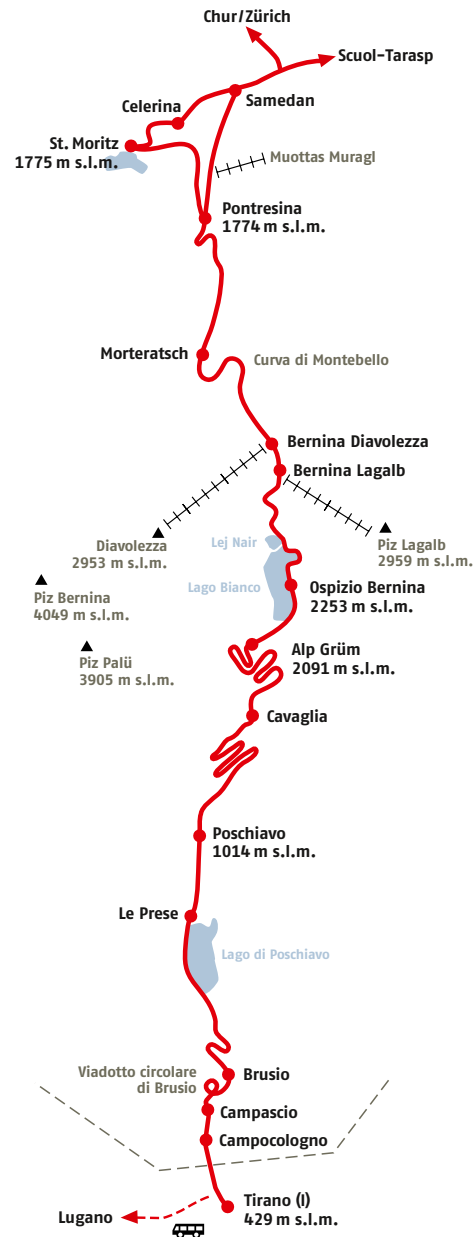 Chur/Zürich
Scuol-Tarasp
Celerina
Samedan
St. Moritz
1775 m s.l.m.
Muottas Muragl
Pontresina
1774 m s.l.m.
Morteratsch
Curva di Montebello
Bernina Diavolezza
Bernina Lagalb
Diavolezza
2953 m s.l.m.
Lej Nair
Piz Lagalb
2959 m s.l.m.
Piz Bernina
4049 m s.l.m.
Lago Bianco
Ospizio Bernina
2253 m s.l.m.
Piz Palü
3905 m s.l.m.
Alp Grüm
2091 m s.l.m.
Cavaglia
Poschiavo
1014 m s.l.m.
Le Prese
Lago di Poschiavo
Viadotto circolare
di Brusio
Brusio
Campascio
Campocologno
Tirano (I)
429 m s.l.m.
Lugano